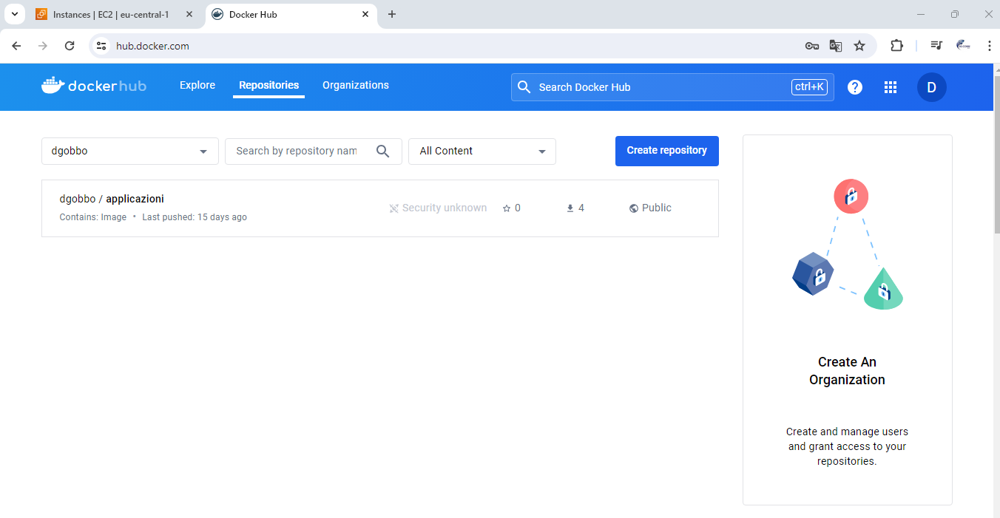 Instances | EC2 | eu-central-1
Docker Hub
hub.docker.com
dockerhub
Explore
Repositories
Organizations
Search Docker Hub
ctrl+K
?
D
dgobbo
Search by repository nam
All Content
Create repository
dgobbo / applicazioni
Security unknown
0
4
Public
Contains: Image • Last pushed: 15 days ago
Create An
Organization
Create and manage users
and grant access to your
repositories.